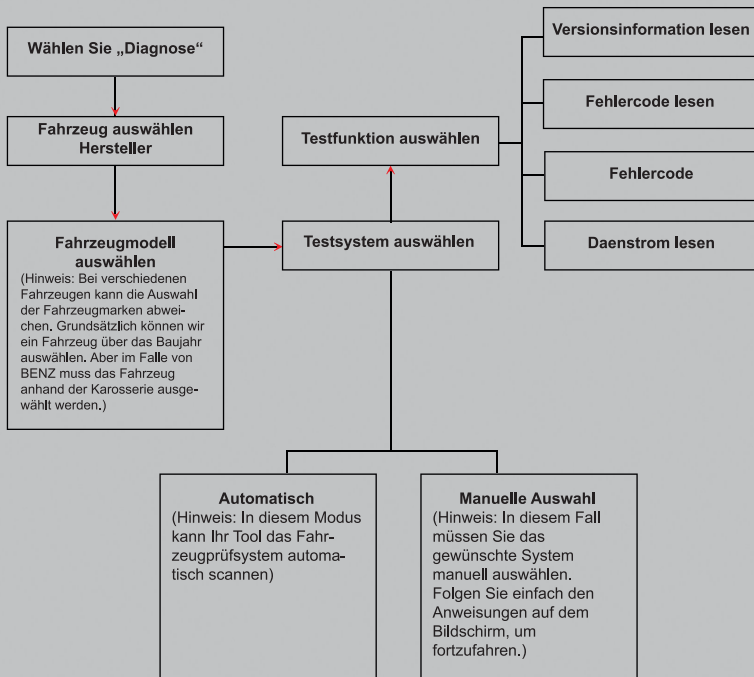 Wählen Sie „Diagnose“
Fahrzeug auswählen
Hersteller
Fahrzeugmodell
auswählen
(Hinweis: Bei verschiedenen
Fahrzeugen kann die Auswahl
der Fahrzeugmarken abwei-
chen. Grundsätzlich können wir
ein Fahrzeug über das Baujahr
auswählen. Aber im Falle von
BENZ muss das Fahrzeug
anhand der Karosserie ausge-
wählt werden.)
Testsystem auswählen
Testfunktion auswählen
Versionsinformation lesen
Fehlercode lesen
Fehlercode
Daenstrom lesen
Automatisch
(Hinweis: In diesem Modus
kann Ihr Tool das Fahr-
zeugprüfsystem automa-
tisch scannen)
Manuelle Auswahl
(Hinweis: In diesem Fall
müssen Sie das
gewünschte System
manuell auswählen.
Folgen Sie einfach den
Anweisungen auf dem
Bildschirm, um
fortzufahren.)